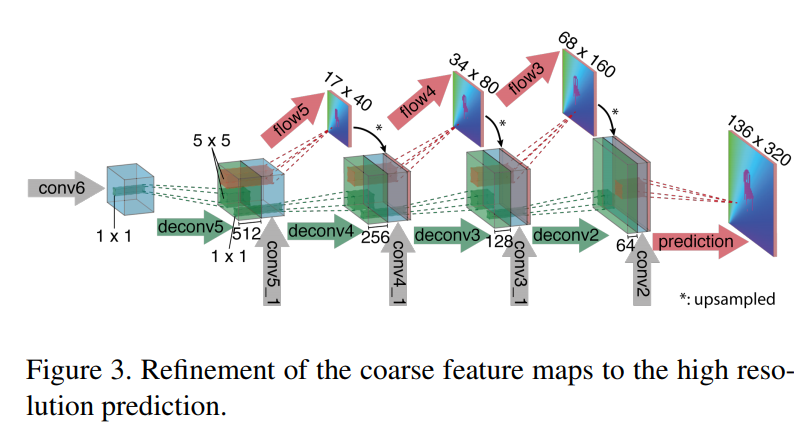 68 x 160
34 x 80
17 x 40
flow3
flow4
flow5
*
*
*
136 x 320
5 x 5
conv6
1 x 1
deconv5
512
1 x 1
conv5_1
deconv4
256
conv4_1
deconv3
128
conv3_1
deconv2
64
conv2
prediction
*: upsampled
Figure 3. Refinement of the coarse feature maps to the high reso-
lution prediction.